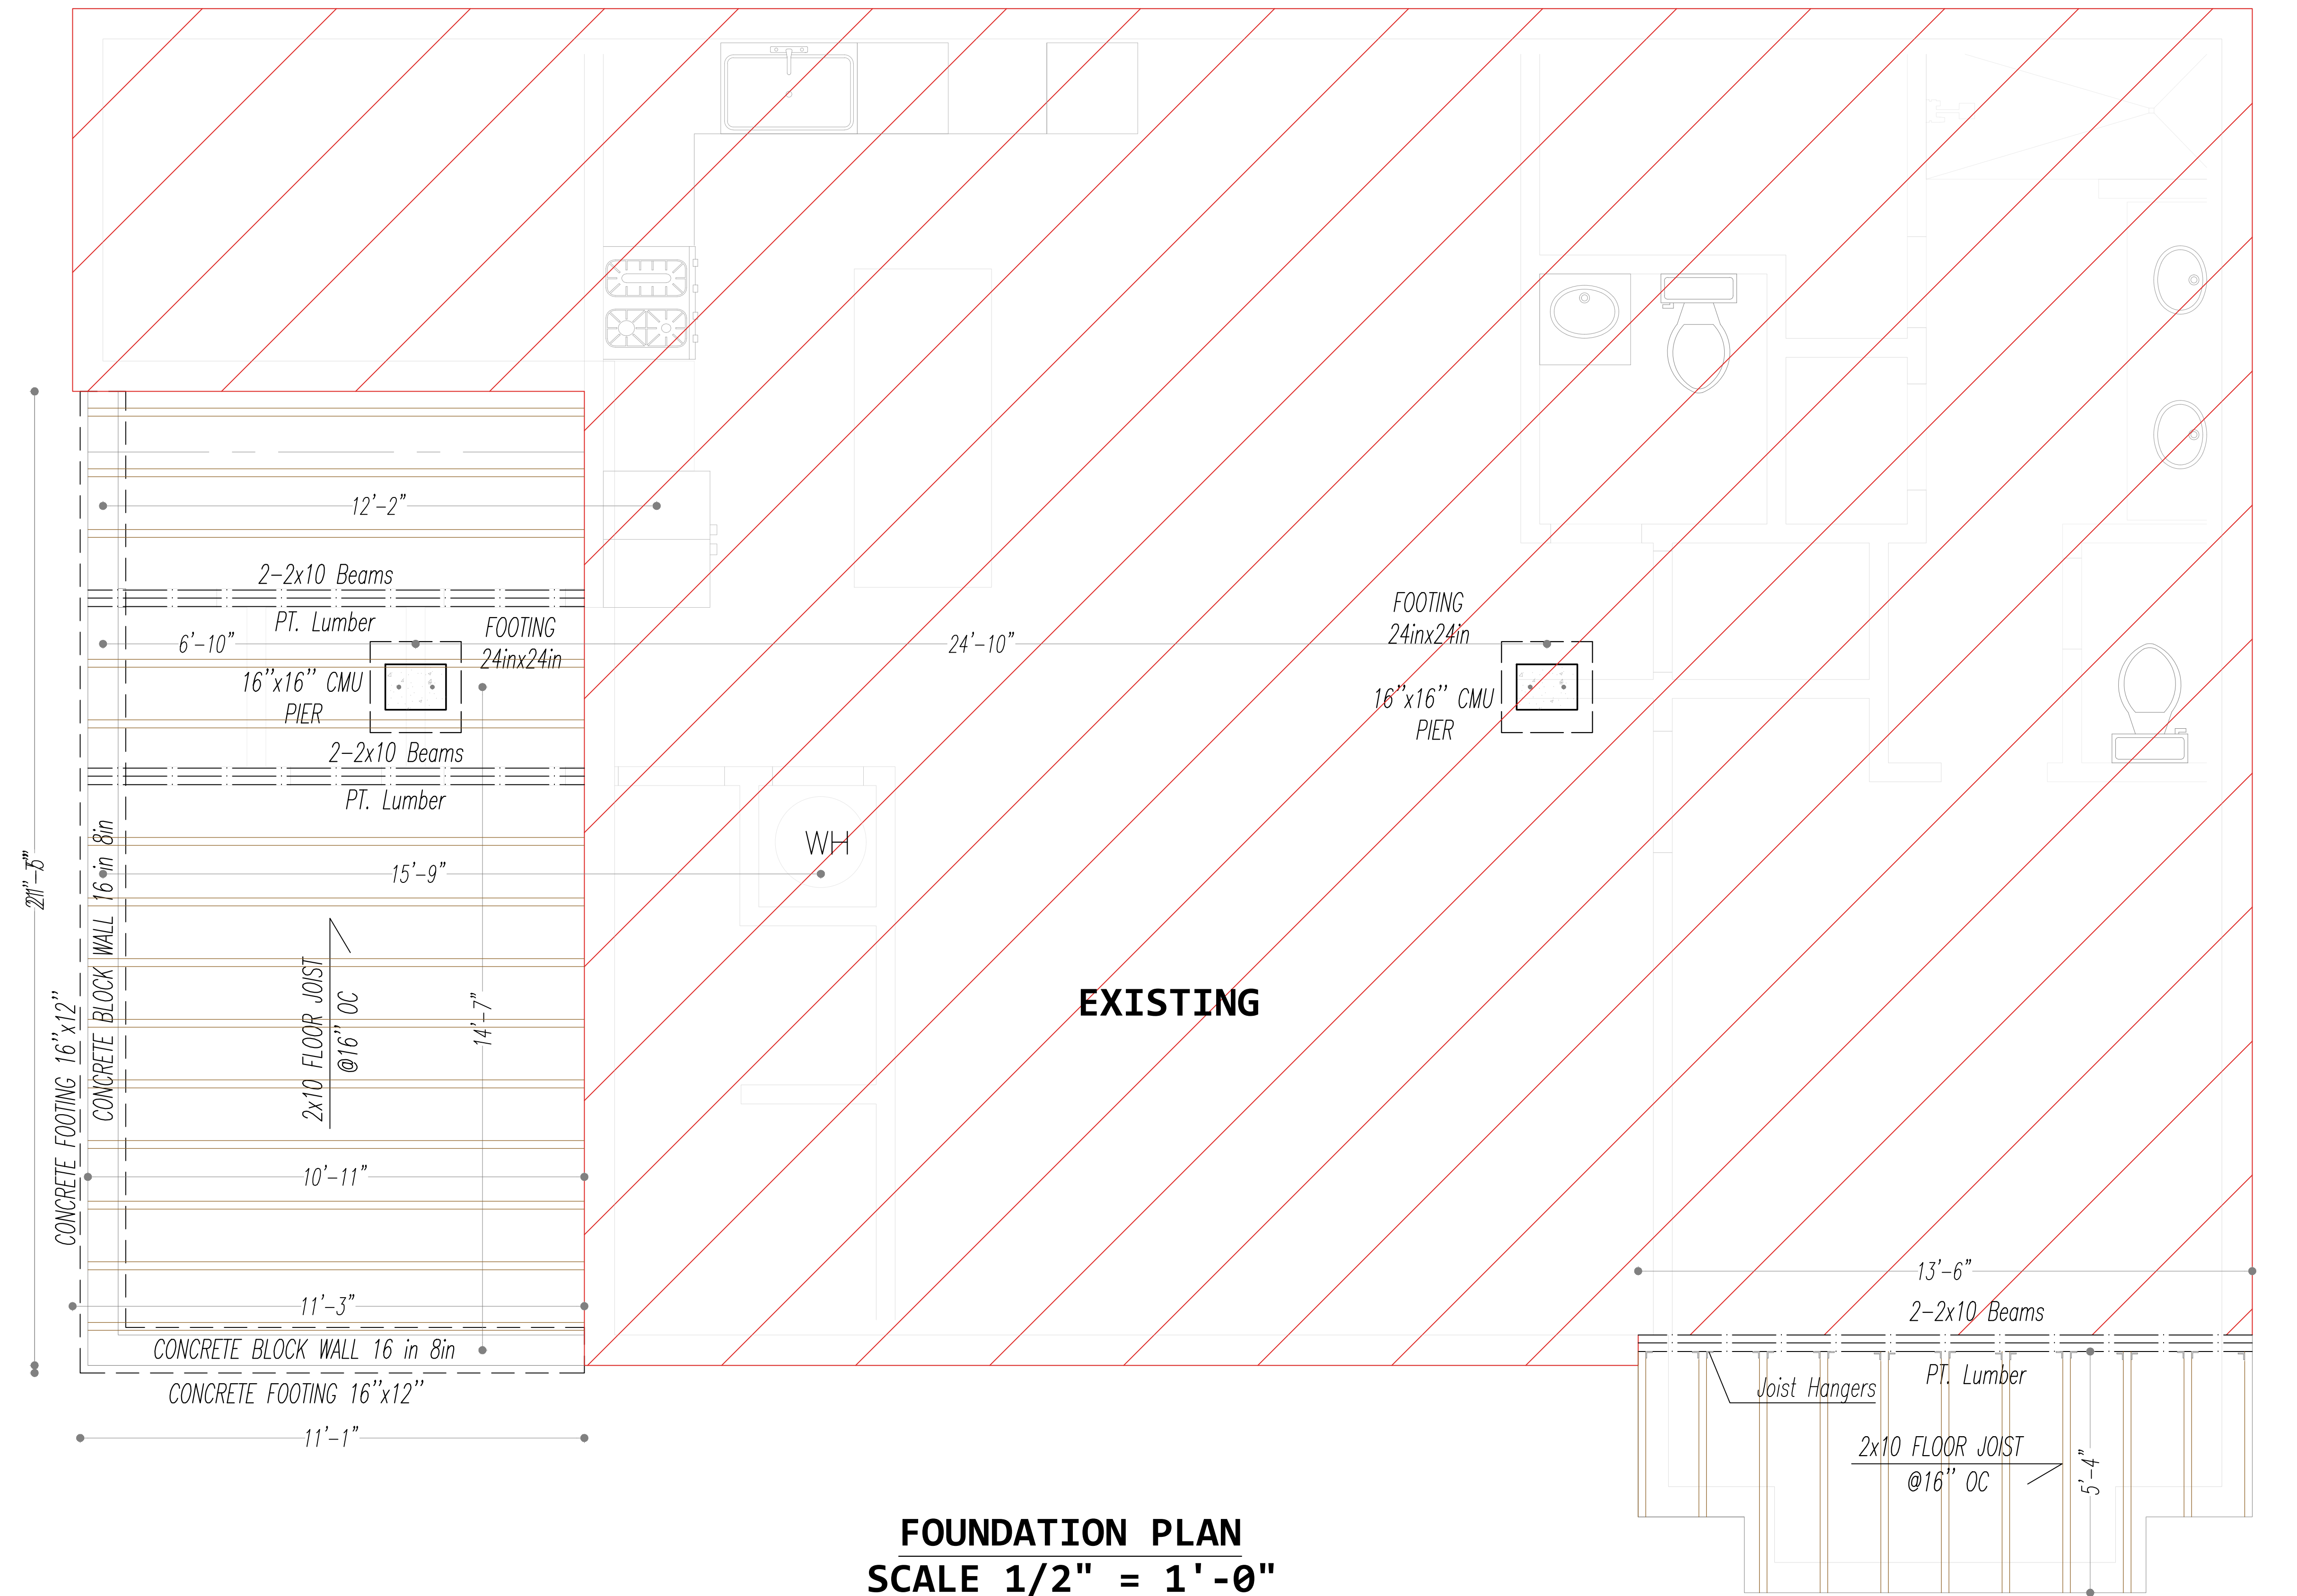 12'-2"
2-2x10 Beams
PT. Lumber
6'-10"
FOOTING
24inx24in
24'-10"
FOOTING
24inx24in
16"x16" CMU
PIER
16"x16" CMU
PIER
2-2x10 Beams
PT. Lumber
WH
15'-9"
CONCRETE FOOTING 16"x12"
CONCRETE BLOCK WALL 16 in 8in
2x10 FLOOR JOIST
@16" OC
14'-7"
EXISTING
10'-11"
11'-3"
13'-6"
2-2x10 Beams
CONCRETE BLOCK WALL 16 in 8in
CONCRETE FOOTING 16"x12"
PT. Lumber
Joist Hangers
11'-1"
2x10 FLOOR JOIST
@16" OC
5'-4"
FOUNDATION PLAN
SCALE 1/2" = 1'-0"